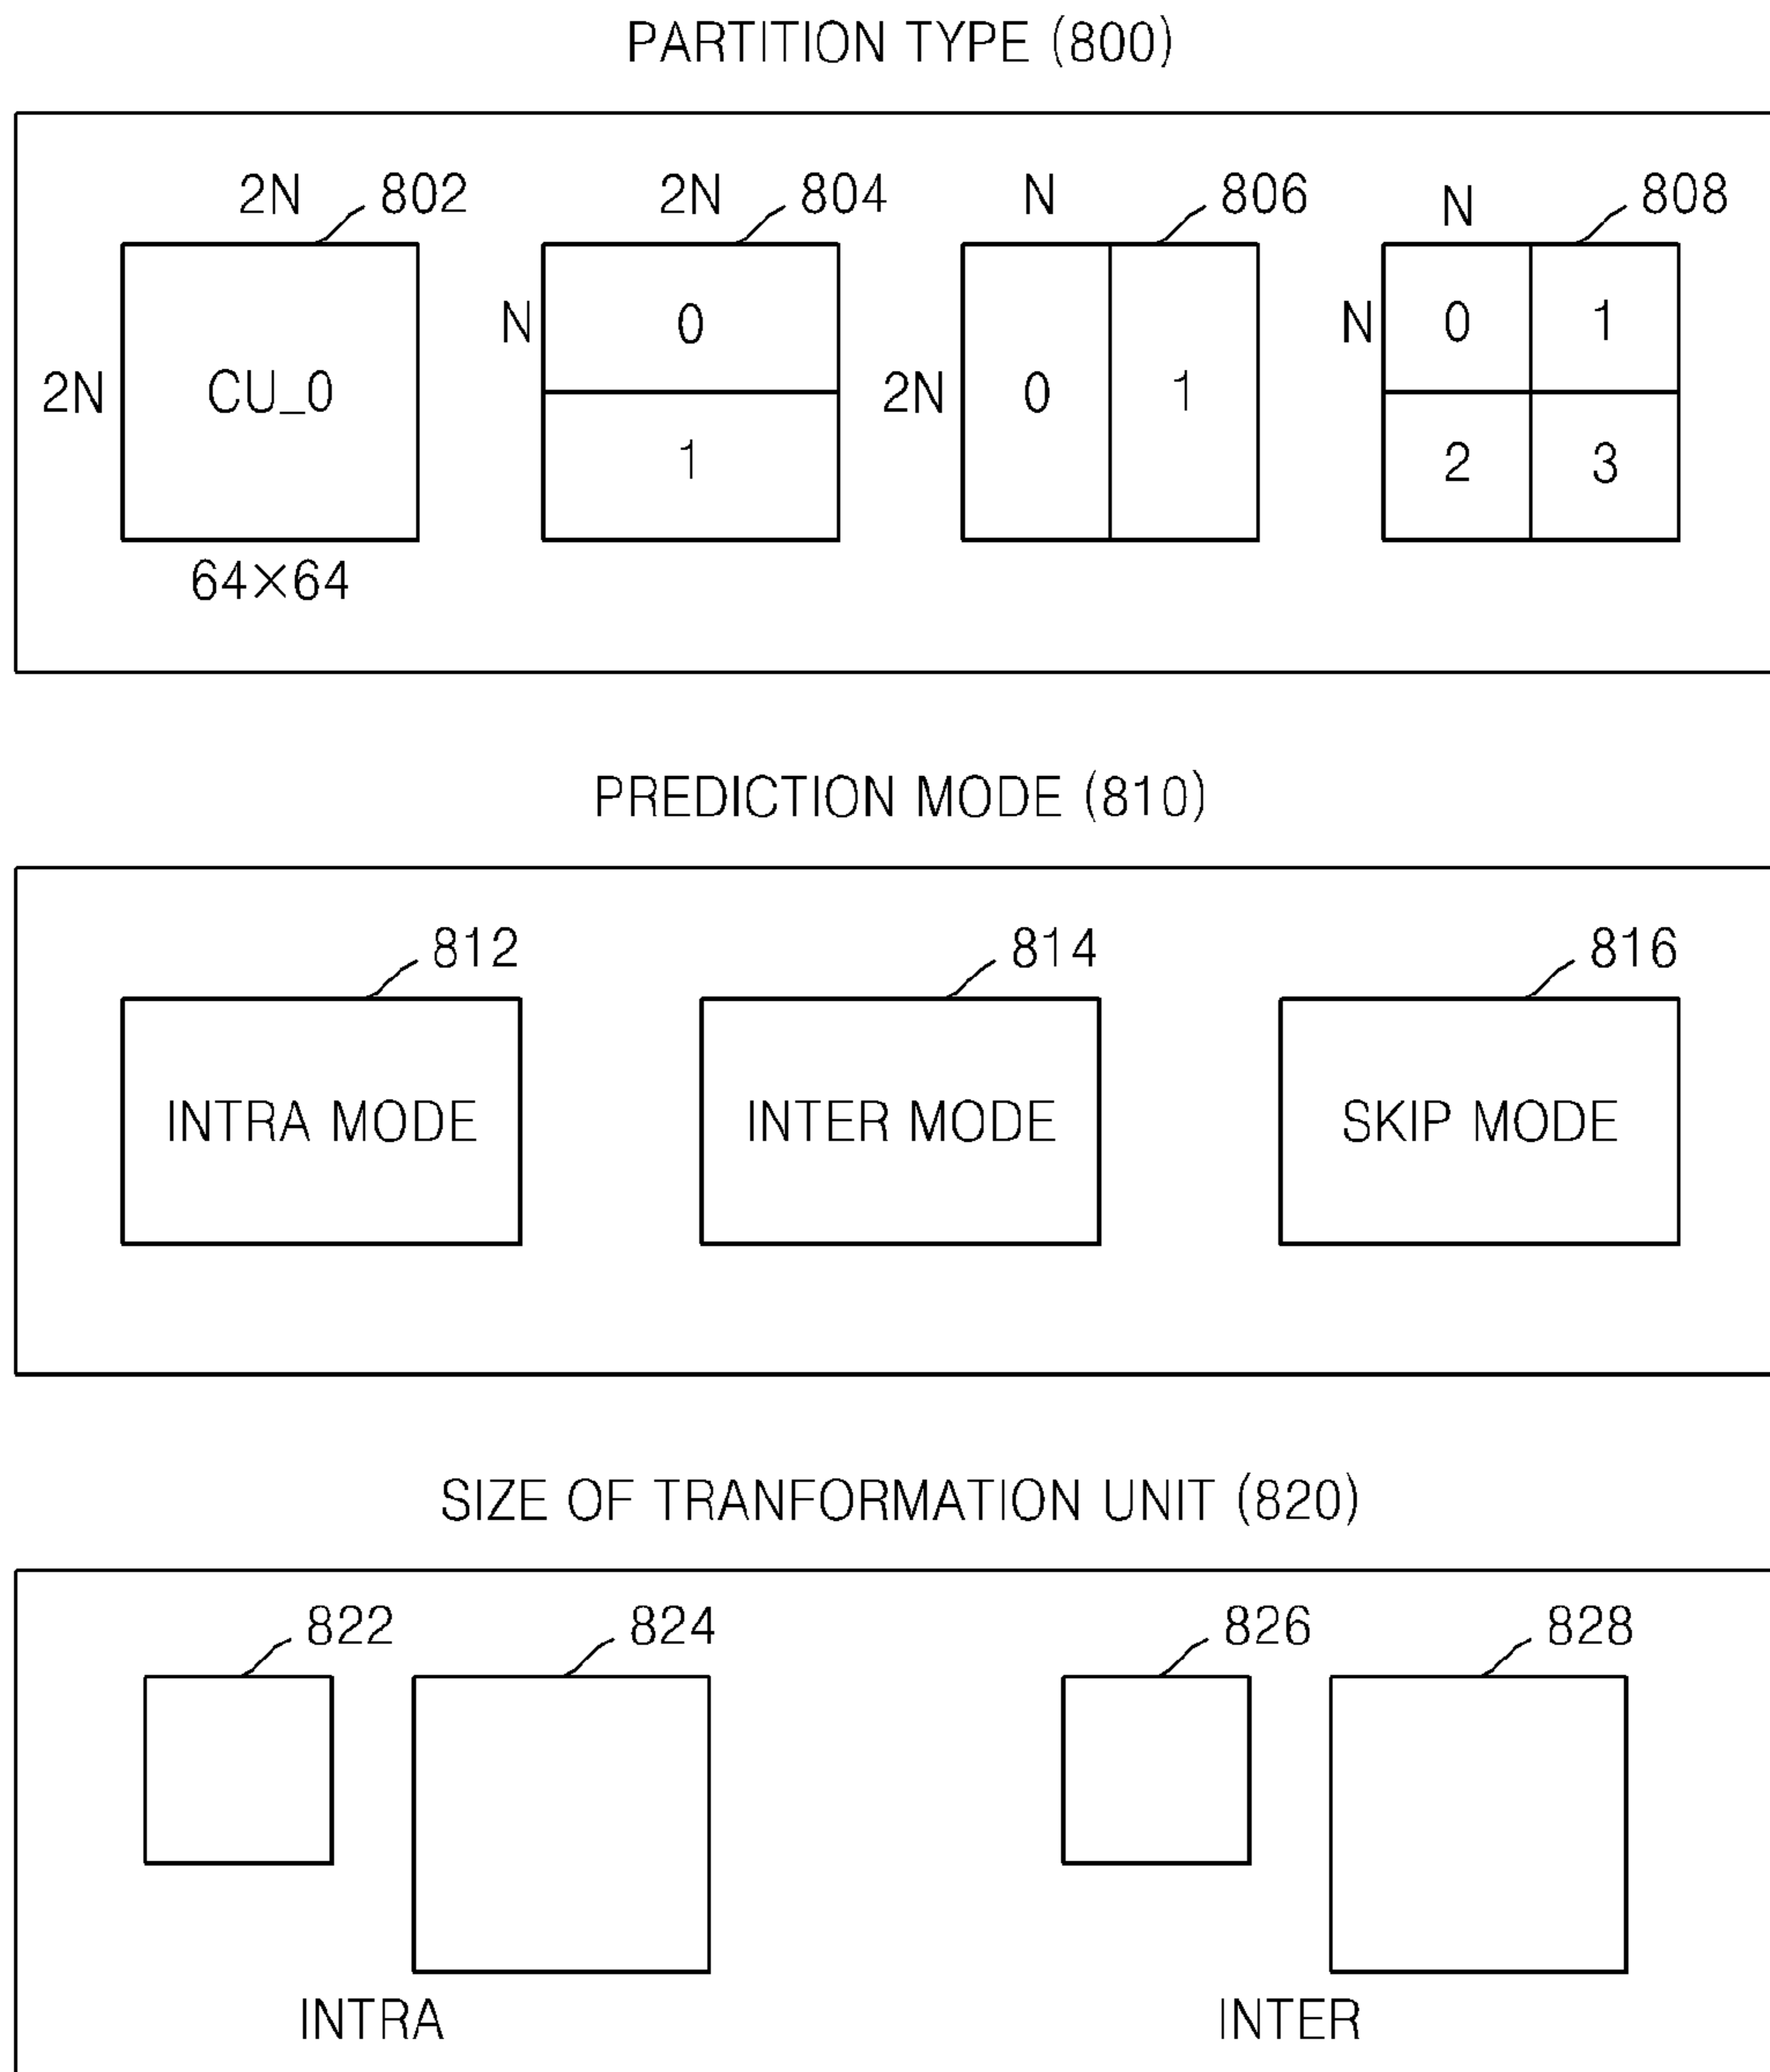 PARTITION TYPE (800)
2N 802 2N 804 N 806 N 808
N 0 N 0 1
2N CU_0 2N 0 1
1 2 3
64×64
PREDICTION MODE (810)
812 814 816
INTRA MODE INTER MODE SKIP MODE
SIZE OF TRANFORMATION UNIT (820)
822 824 826 828
INTRA INTER